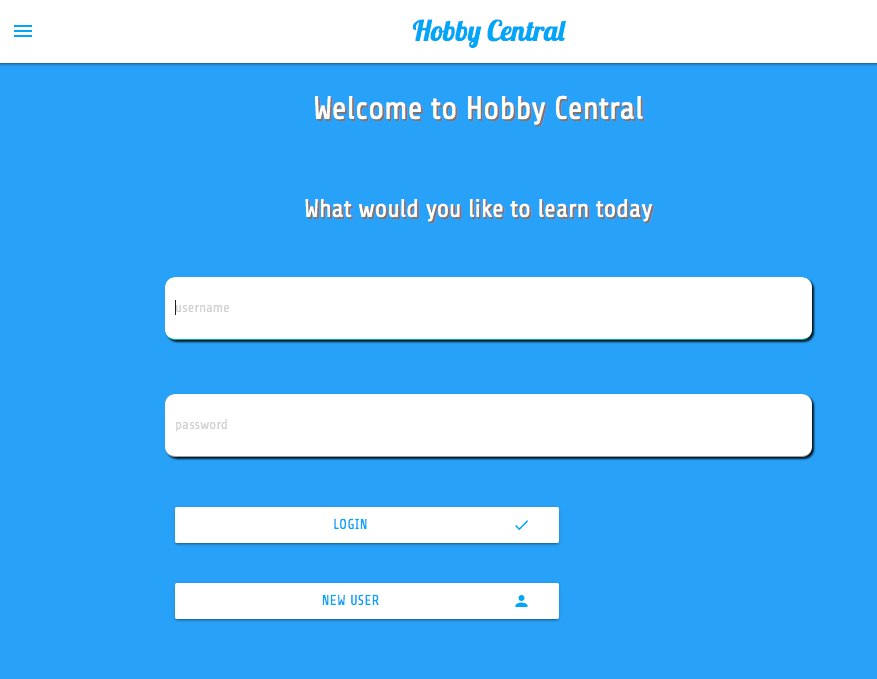 Hobby Central
Welcome to Hobby Central
What would you like to learn today
username
password
LOGIN
NEW USER